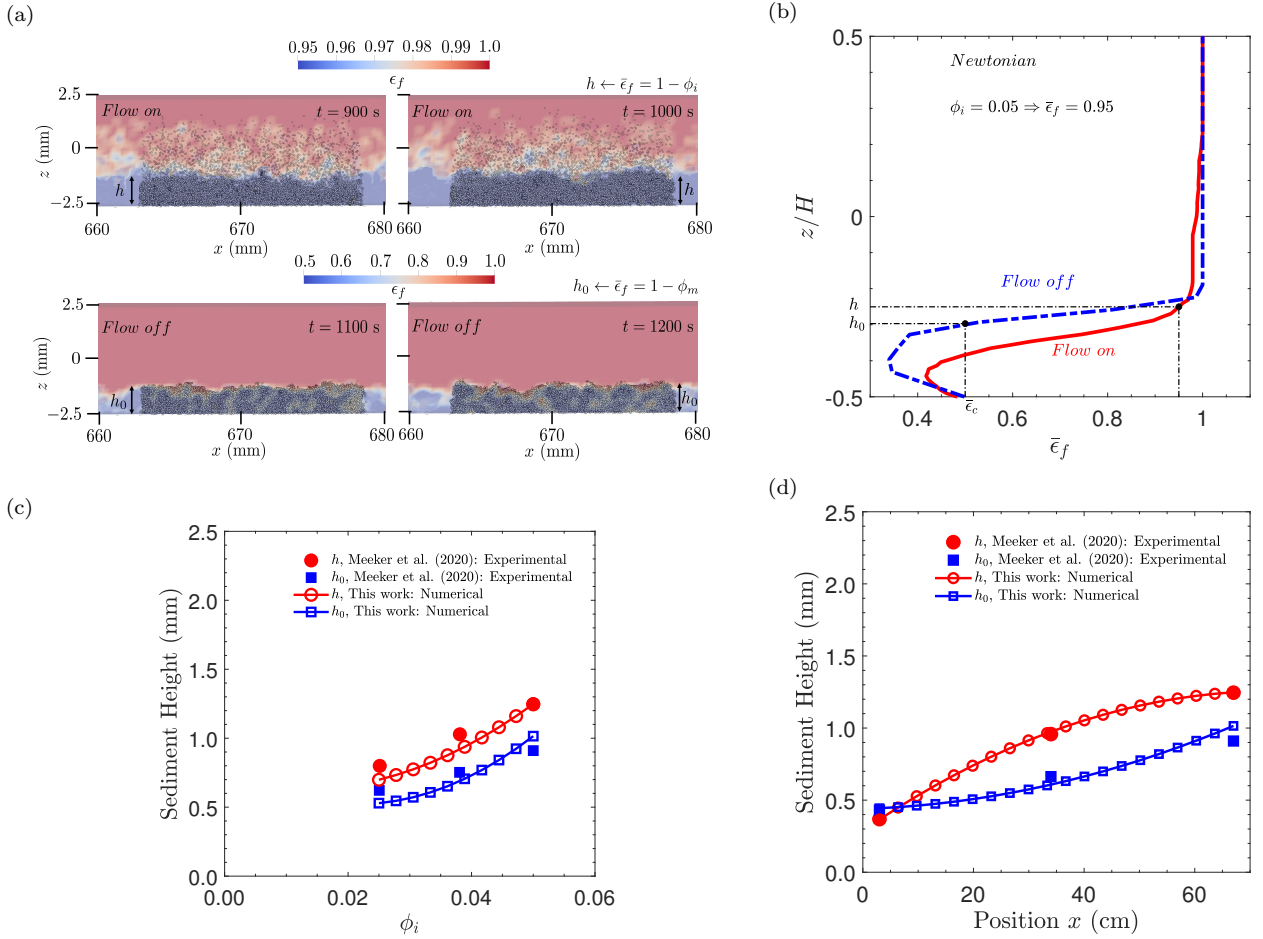 (a)
0.95 0.96 0.97 0.98 0.99 1.0
ϵ_f
h ← ϵ̄_f = 1 − ϕ_i
2.5
0
−2.5
z (mm)
Flow on
t = 900 s
h
Flow on
t = 1000 s
h
660 670 680 660 670 680
x (mm) x (mm)
0.5 0.6 0.7 0.8 0.9 1.0
ϵ_f
h_0 ← ϵ̄_f = 1 − ϕ_m
2.5
0
−2.5
z (mm)
Flow off
t = 1100 s
h_0
Flow off
t = 1200 s
h_0
660 670 680 660 670 680
x (mm) x (mm)
(b)
0.5
0
-0.5
z/H
Newtonian
ϕ_i = 0.05 ⇒ ϵ̄_f = 0.95
Flow off
h
h_0
Flow on
ϵ̄_c
0.4 0.6 0.8 1
ϵ̄_f
(c)
2.5
2.0
1.5
1.0
0.5
0.0
Sediment Height (mm)
h, Meeker et al. (2020): Experimental
h_0, Meeker et al. (2020): Experimental
h, This work: Numerical
h_0, This work: Numerical
0.00 0.02 0.04 0.06
ϕ_i
(d)
2.5
2.0
1.5
1.0
0.5
0.0
Sediment Height (mm)
h, Meeker et al. (2020): Experimental
h_0, Meeker et al. (2020): Experimental
h, This work: Numerical
h_0, This work: Numerical
0 20 40 60
Position x (cm)